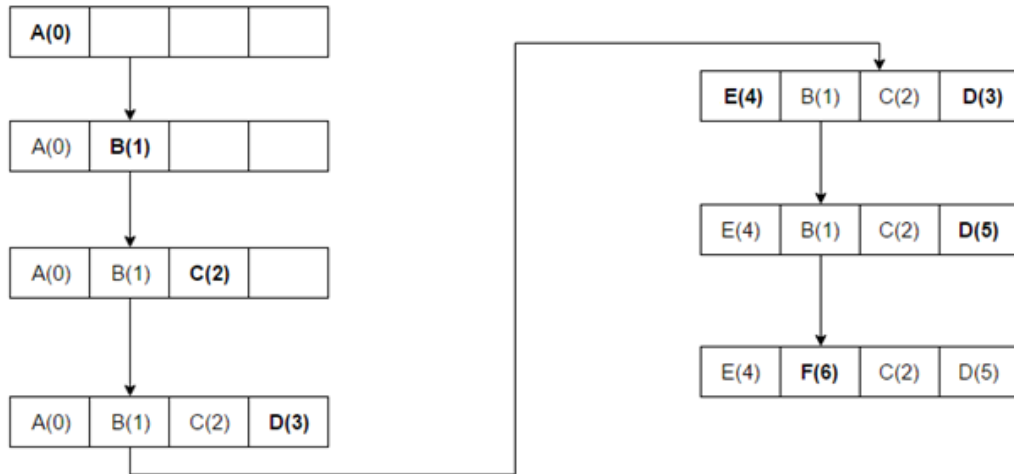 A(0)
A(0) B(1)
A(0) B(1) C(2)
A(0) B(1) C(2) D(3)
E(4) B(1) C(2) D(3)
E(4) B(1) C(2) D(5)
E(4) F(6) C(2) D(5)